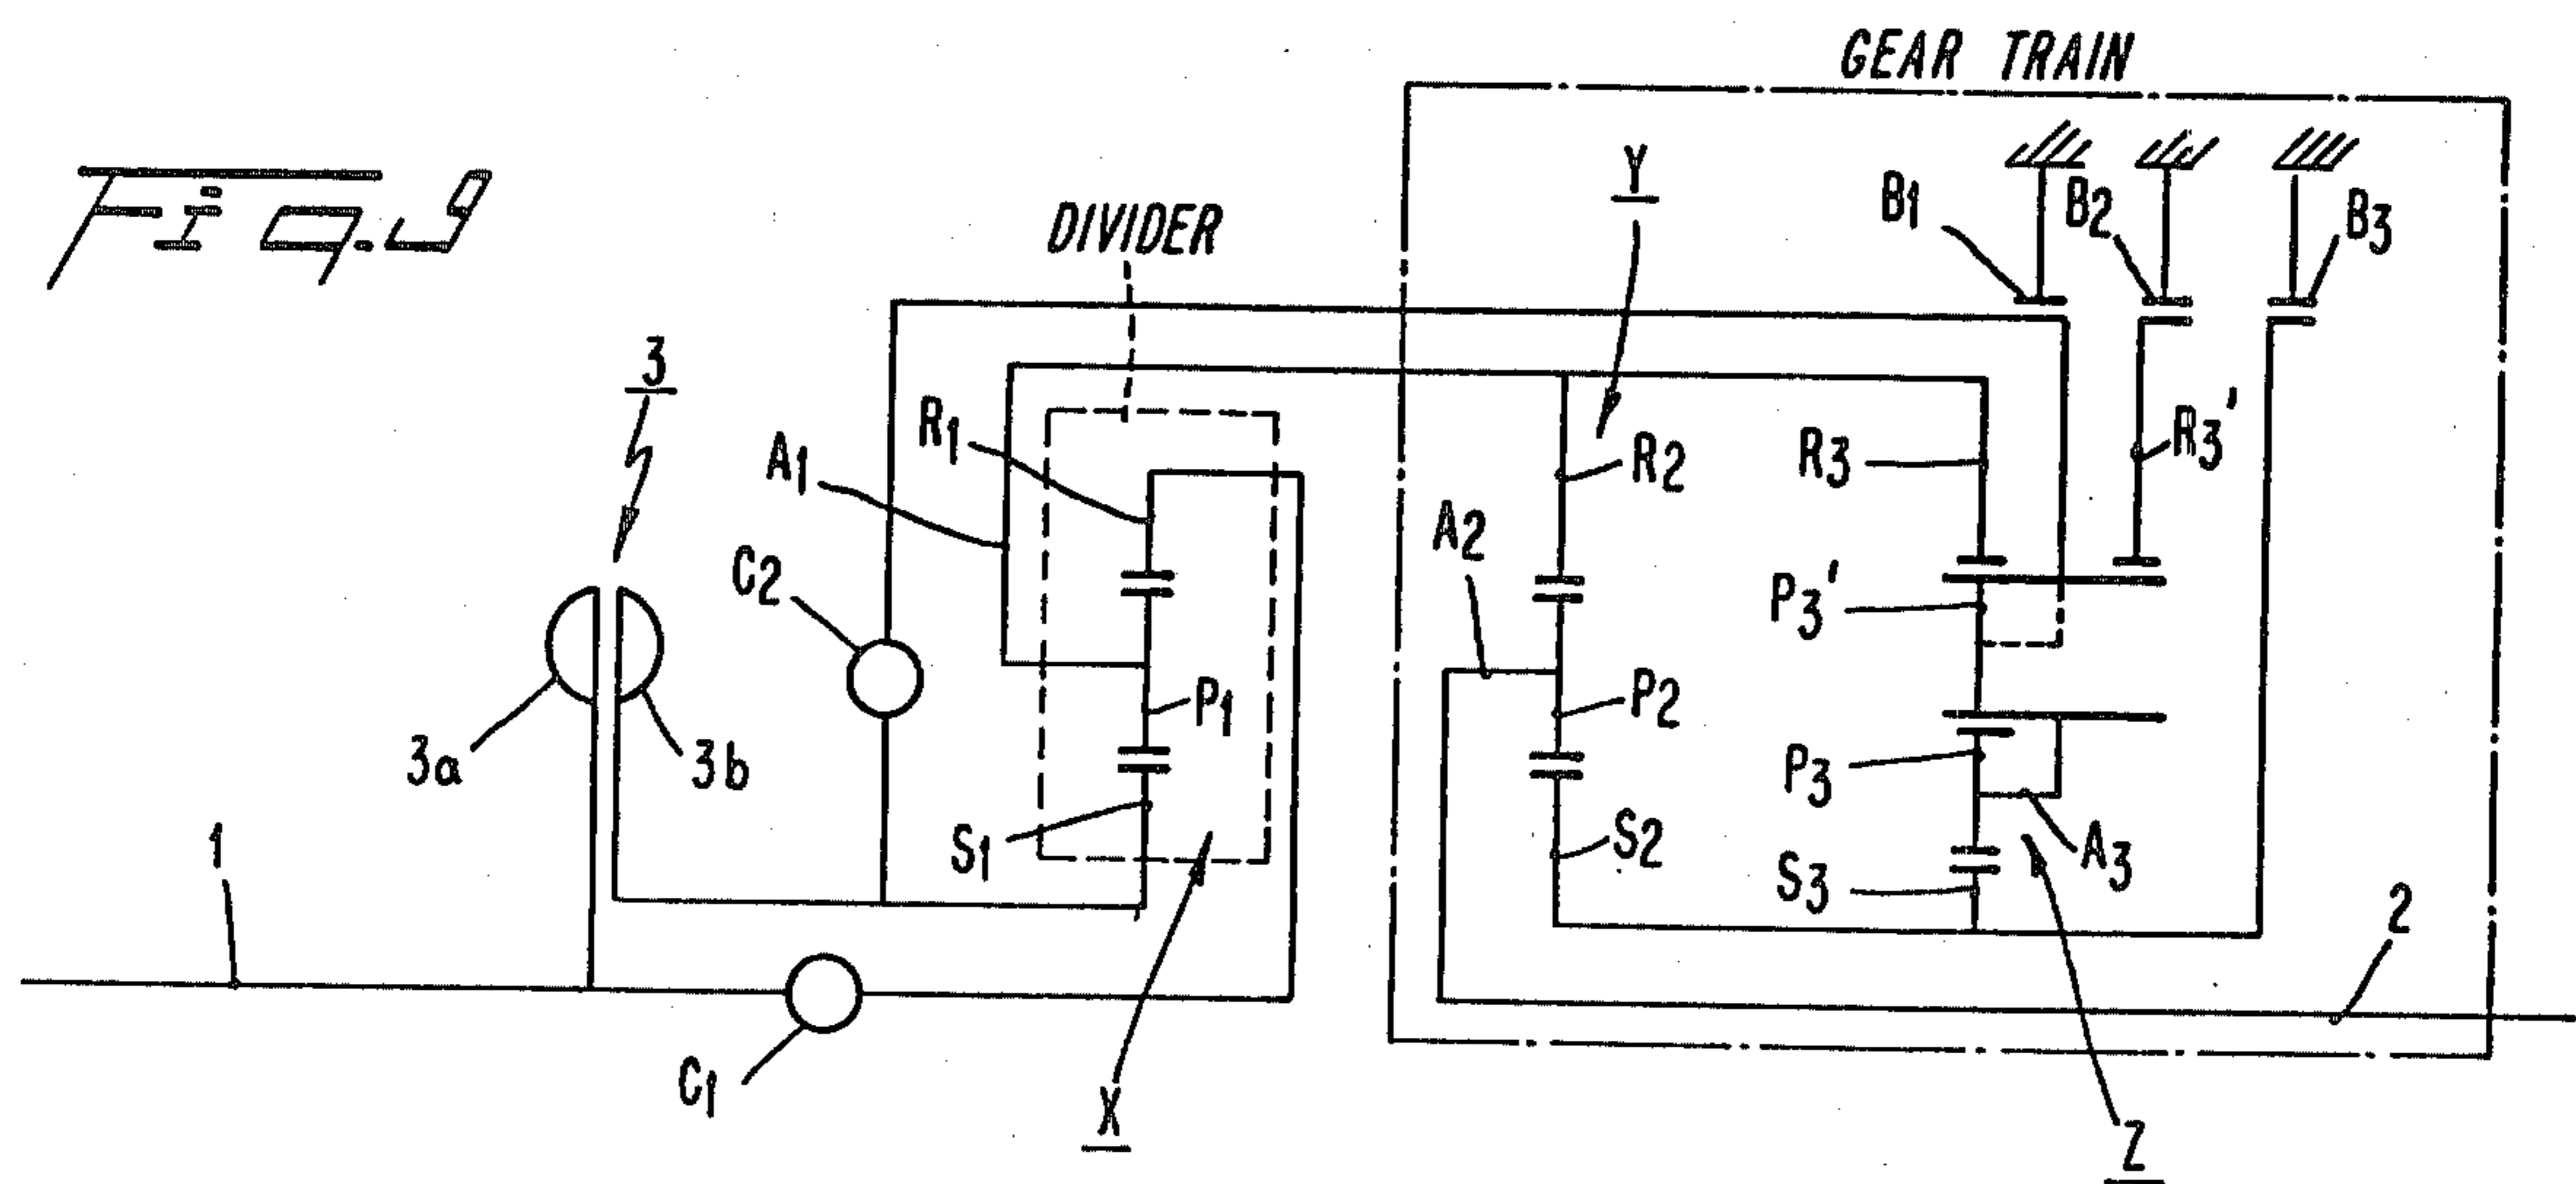 Fig. 9
GEAR TRAIN
DIVIDER
Y
B1
B2
B3
3
A1
R1
R2
R3
R3'
A2
C2
P3'
P1
P2
3a
3b
P3
1
S1
S2
S3
A3
2
C1
X
Z